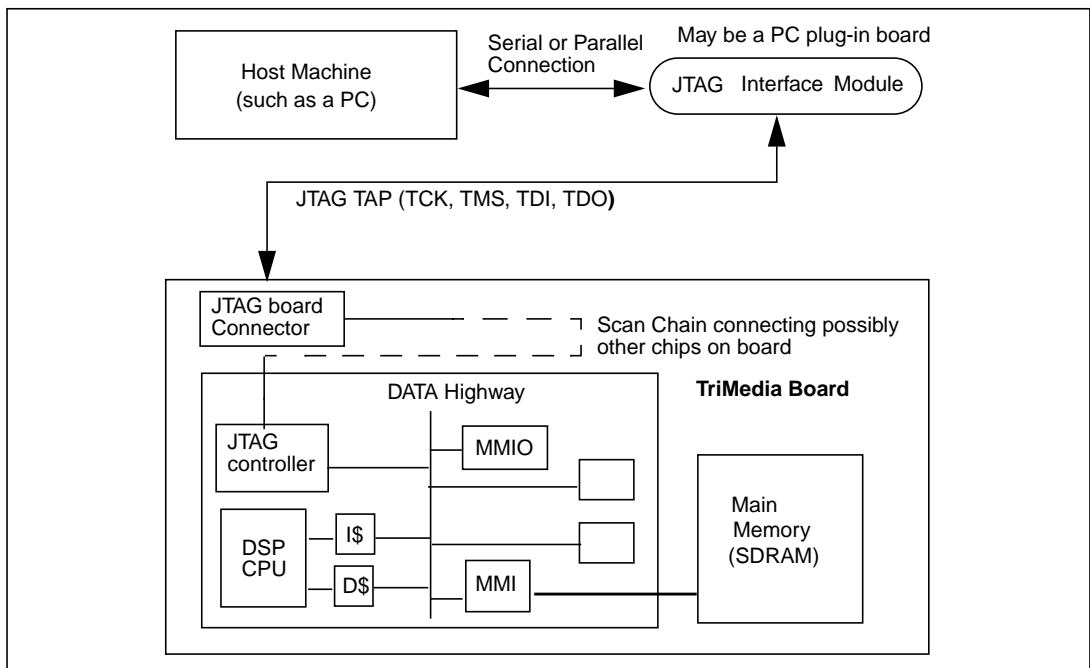 Host Machine
(such as a PC)
Serial or Parallel
Connection
May be a PC plug-in board
JTAG Interface Module
JTAG TAP (TCK, TMS, TDI, TDO)
JTAG board
Connector
Scan Chain connecting possibly
other chips on board
TriMedia Board
DATA Highway
JTAG
controller
MMIO
DSP
CPU
I$
D$
MMI
Main
Memory
(SDRAM)